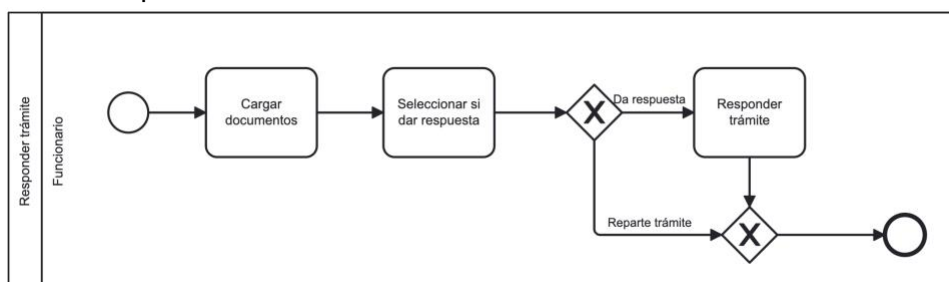 Responder trámite
Funcionario
Cargar
documentos
Seleccionar si
dar respuesta
X
Da respuesta
Responder
trámite
Reparte trámite
X